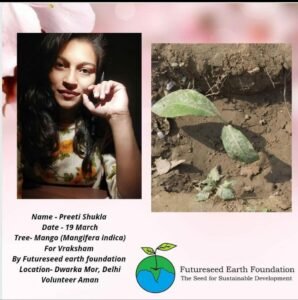 Name - Preeti Shukla
Date - 19 March
Tree- Mango (Mangifera indica)
For Vraksham
By Futureseed earth foundation
Location- Dwarka Mor, Delhi
Volunteer Aman
Futureseed Earth Foundation
The Seed for Sustainable Development